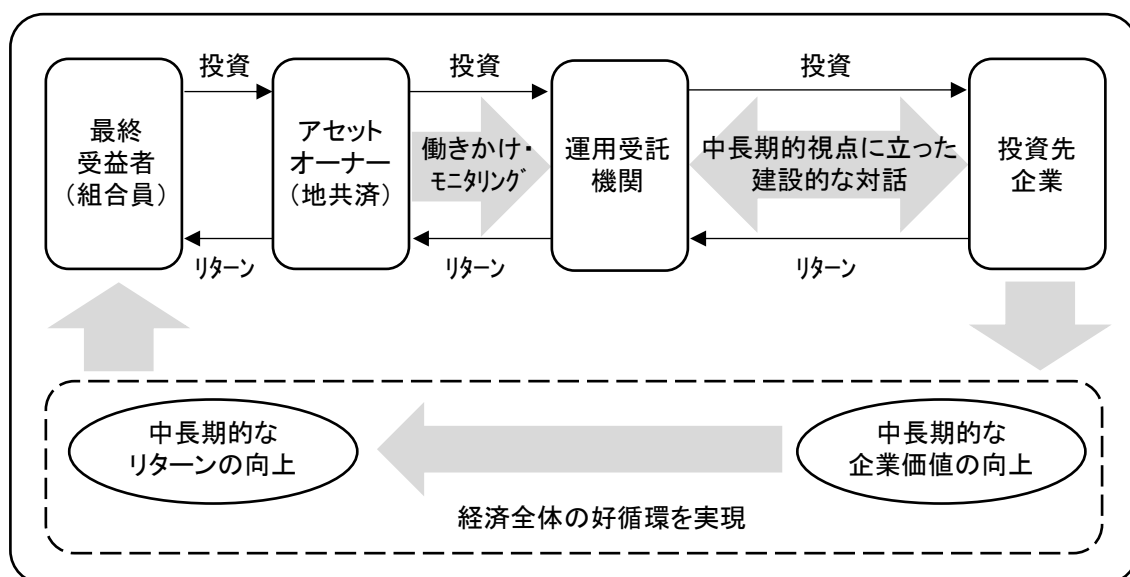 投資
投資
投資
最終
受益者
（組合員）
アセット
オーナー
（地共済）
働きかけ・
ﾓﾆﾀﾘﾝｸﾞ
運用受託
機関
中長期的視点に立った
建設的な対話
投資先
企業
ﾘﾀｰﾝ
ﾘﾀｰﾝ
ﾘﾀｰﾝ
中長期的な
リターンの向上
中長期的な
企業価値の向上
経済全体の好循環を実現